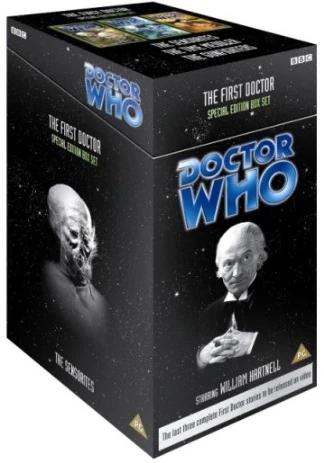 BBC
THE SENSORITES
THE TIME MEDDLER
THE GUNFIGHTERS
BBC
THE FIRST DOCTOR
SPECIAL EDITION BOX SET
DOCTOR
WHO
THE FIRST DOCTOR
SPECIAL EDITION BOX SET
THE SENSORITES
DOCTOR
WHO
STARRING WILLIAM HARTNELL
PG
The last three complete First Doctor stories to be released on video
PG